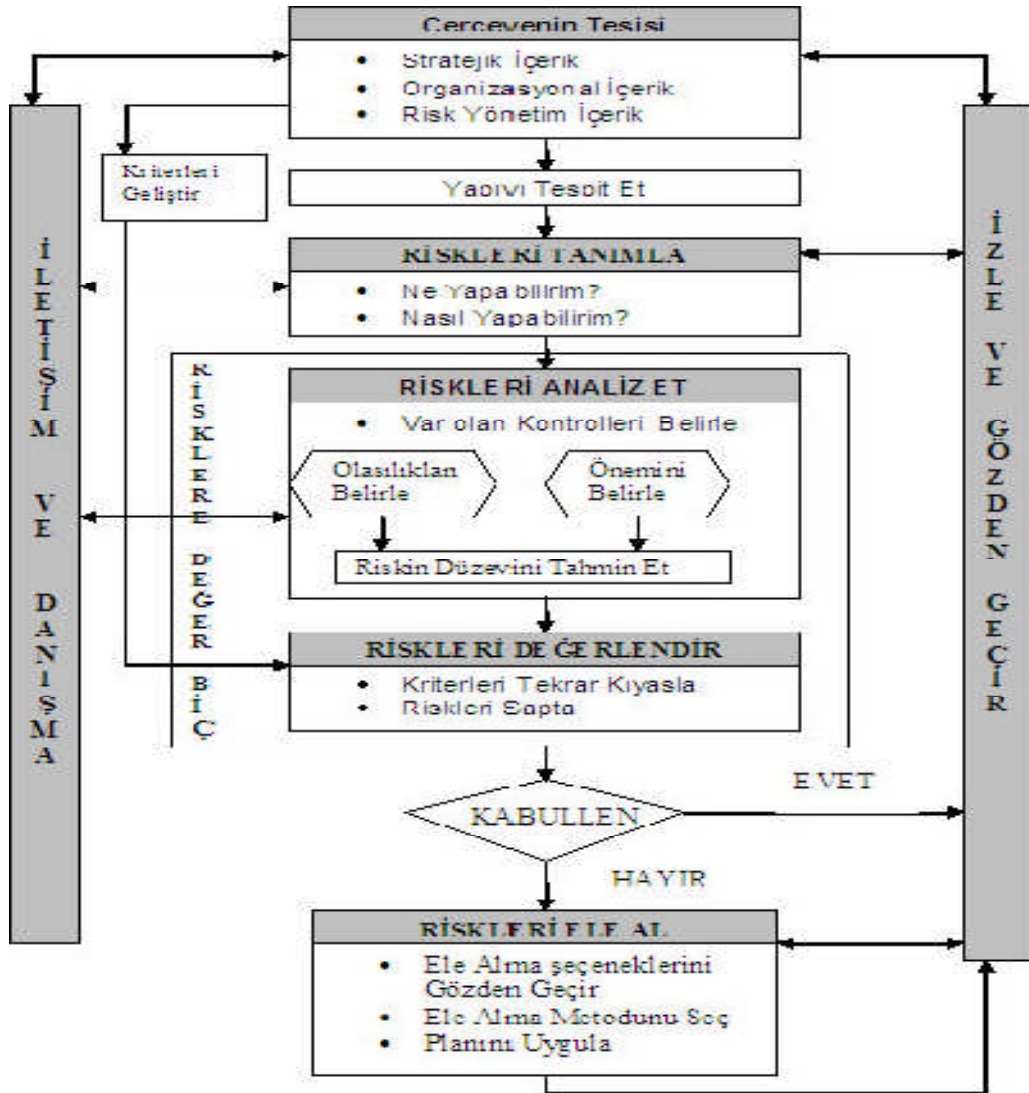 Cercevenin Tesisi
• Stratejik İçerik
• Organizasyonal İçerik
• Risk Yönetim İçerik
Kriterleri
Geliştir
Yapıyı Tespit Et
RİSKLERİ TANIMLA
• Ne Yapabilirim?
• Nasıl Yapabilirim?
İLETİŞİM VE DANIŞMA
İZLE VE GÖZDEN GEÇİR
RİSKLERE DEĞER BİÇ
RİSKLERİ ANALİZ ET
• Var olan Kontrolleri Belirle
Olasılıkları
Belirle
Önemini
Belirle
Riskin Düzeyini Tahmin Et
RİSKLERİ DEĞERLENDİR
• Kriterleri Tekrar Kıyasla
• Riskleri Sapta
EVET
KABULLEN
HAYIR
RİSKLERİ ELE AL
• Ele Alma seçeneklerini
Gözden Geçir
• Ele Alma Metodunu Seç
• Planını Uygula